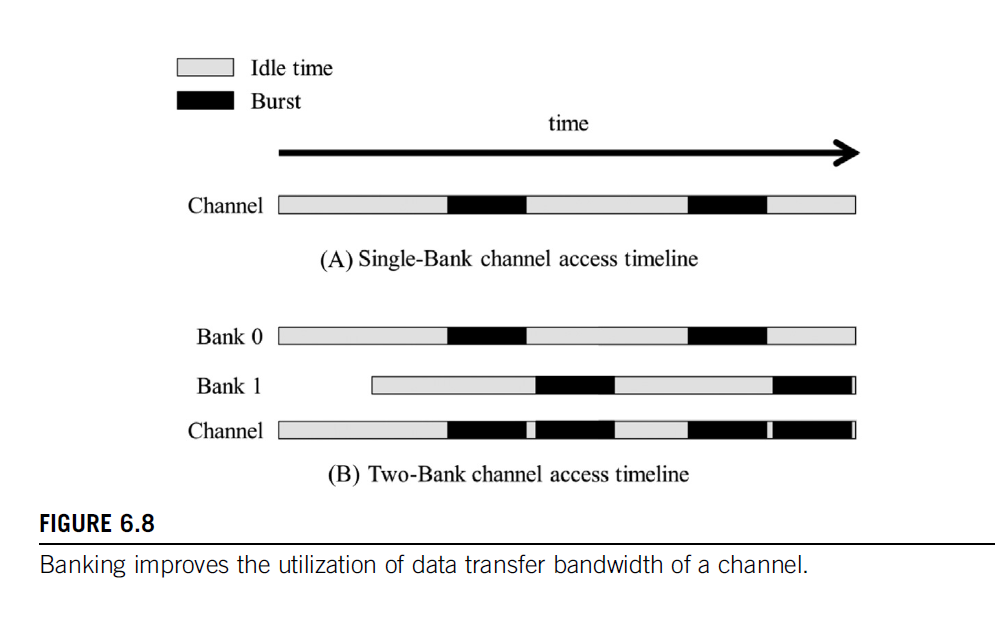 Idle time
Burst
time
Channel
(A) Single-Bank channel access timeline
Bank 0
Bank 1
Channel
(B) Two-Bank channel access timeline
FIGURE 6.8
Banking improves the utilization of data transfer bandwidth of a channel.